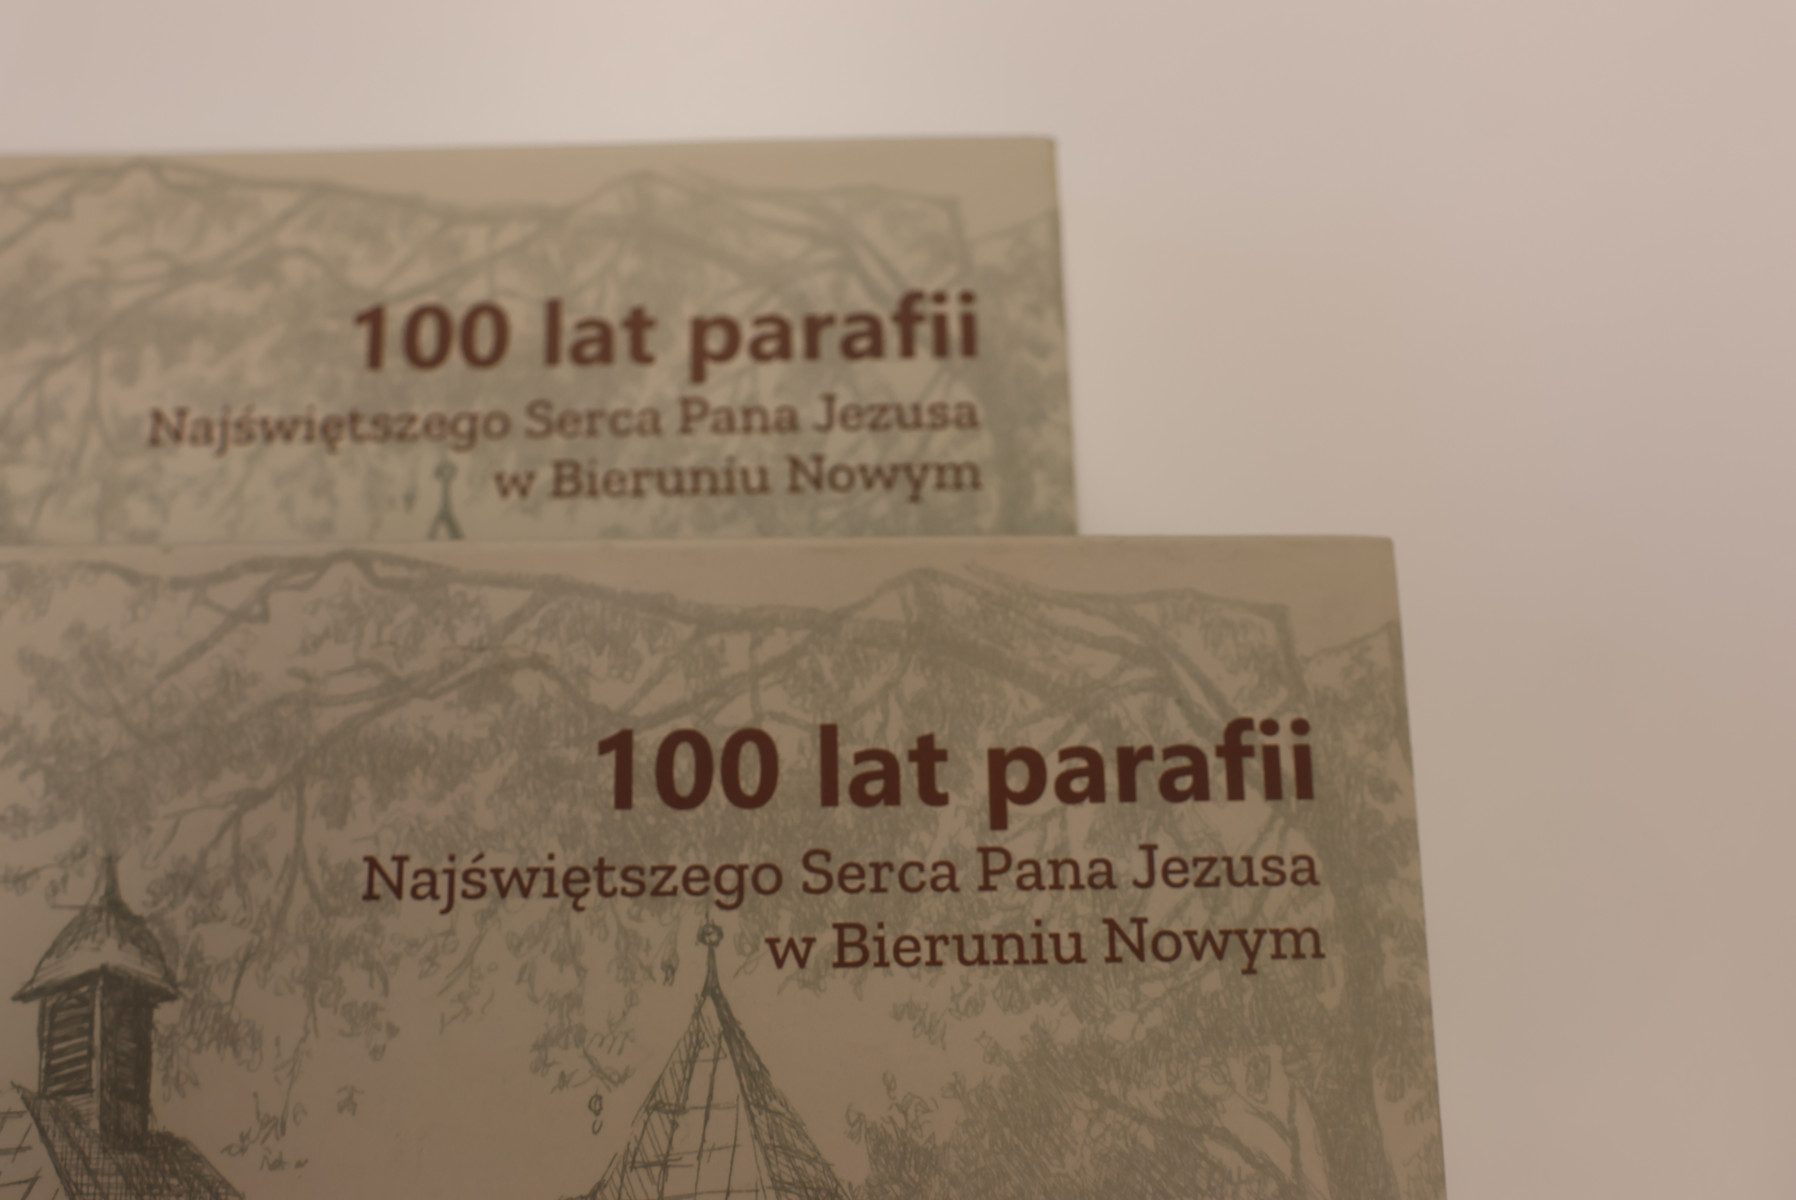 100 lat parafii
Najświętszego Serca Pana Jezusa
w Bieruniu Nowym
100 lat parafii
Najświętszego Serca Pana Jezusa
w Bieruniu Nowym